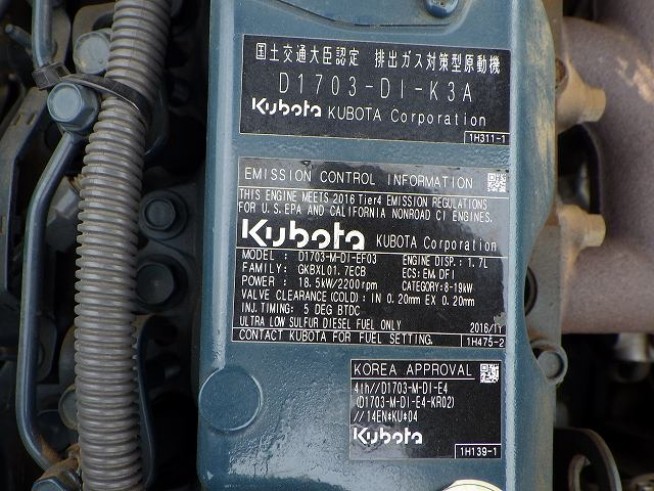 国土交通大臣認定 排出ガス対策型原動機
D1703-DI-K3A
Kubota KUBOTA Corporation
1H311-1
EMISSION CONTROL INFORMATION
THIS ENGINE MEETS 2016 Tier4 EMISSION REGULATIONS
FOR U.S. EPA AND CALIFORNIA NONROAD CI ENGINES.
Kubota KUBOTA Corporation
MODEL : D1703-M-DI-EF03 ENGINE DISP.: 1.7L
FAMILY: GKBXL01.7ECB ECS: EM DFI
POWER : 18.5kW/2200rpm CATEGORY:8-19kW
VALVE CLEARANCE (COLD) : IN 0.20mm EX 0.20mm
INJ. TIMING: 5 DEG BTDC
ULTRA LOW SULFUR DIESEL FUEL ONLY 2016/11
CONTACT KUBOTA FOR FUEL SETTING. 1H475-2
KOREA APPROVAL
4th//D1703-M-DI-E4
(D1703-M-DI-E4-KR02)
//14EN*KU*04
Kubota
1H139-1